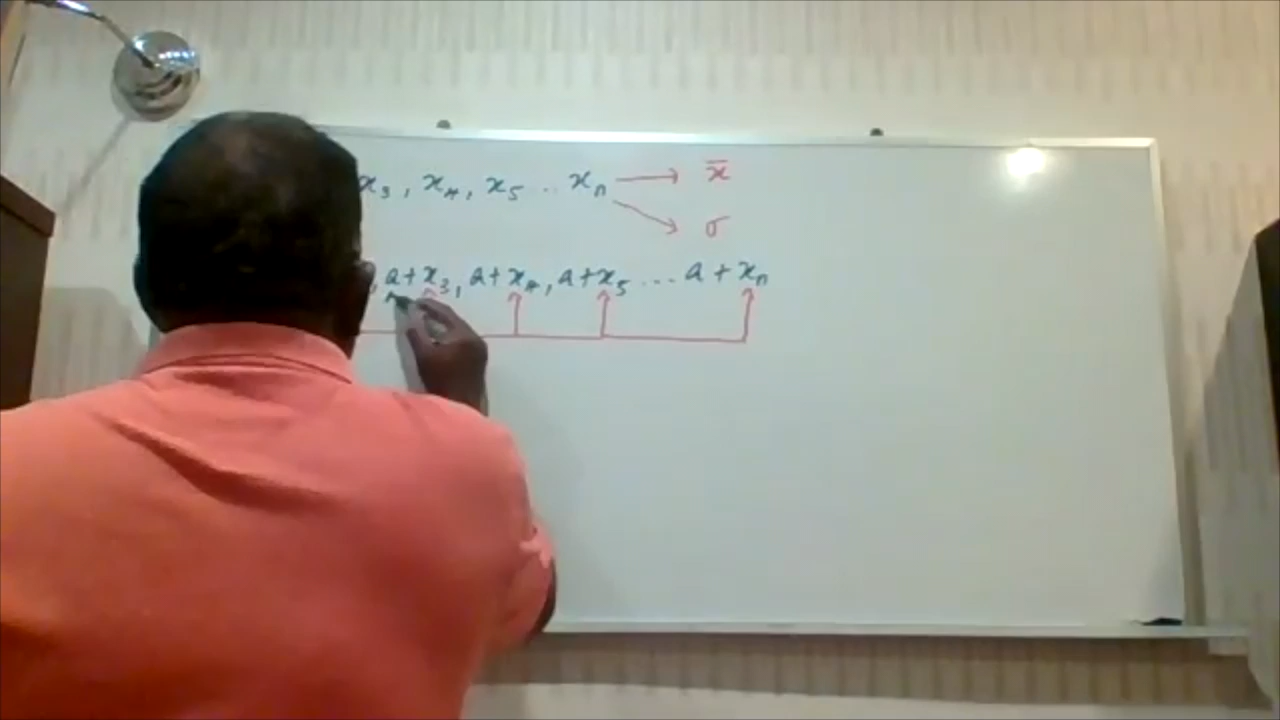 x₃, x₄, x₅ ... xₙ → x̄
σ
, a + x₃, a + x₄, a + x₅ ... a + xₙ